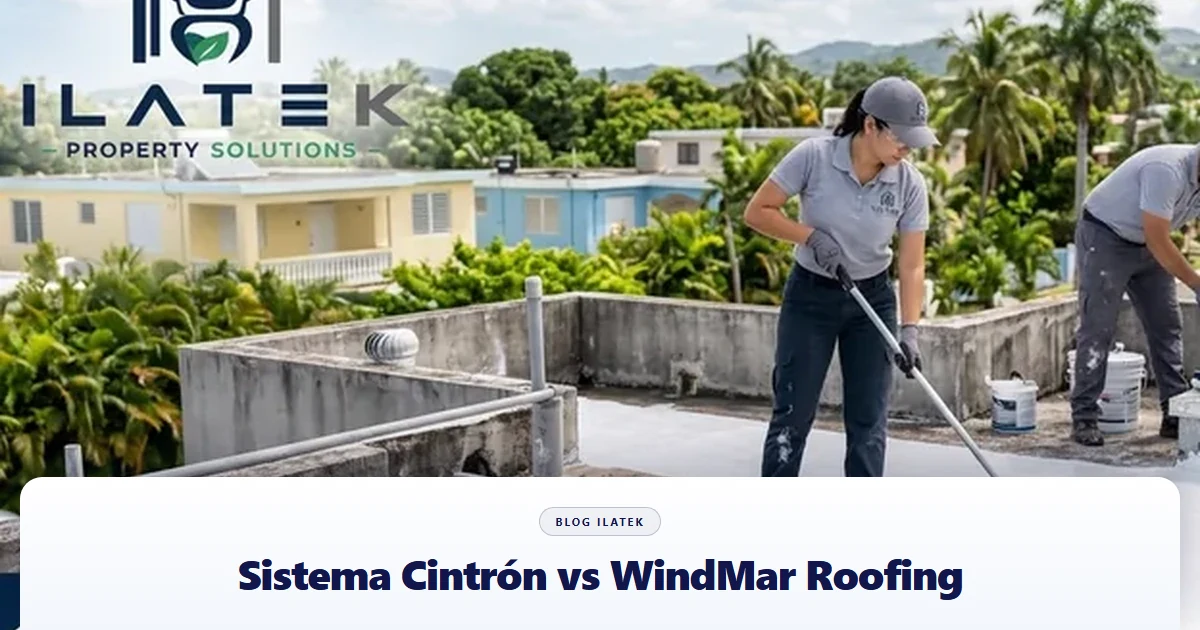 ILATEK
PROPERTY SOLUTIONS
BLOG ILATEK
Sistema Cintrón vs WindMar Roofing